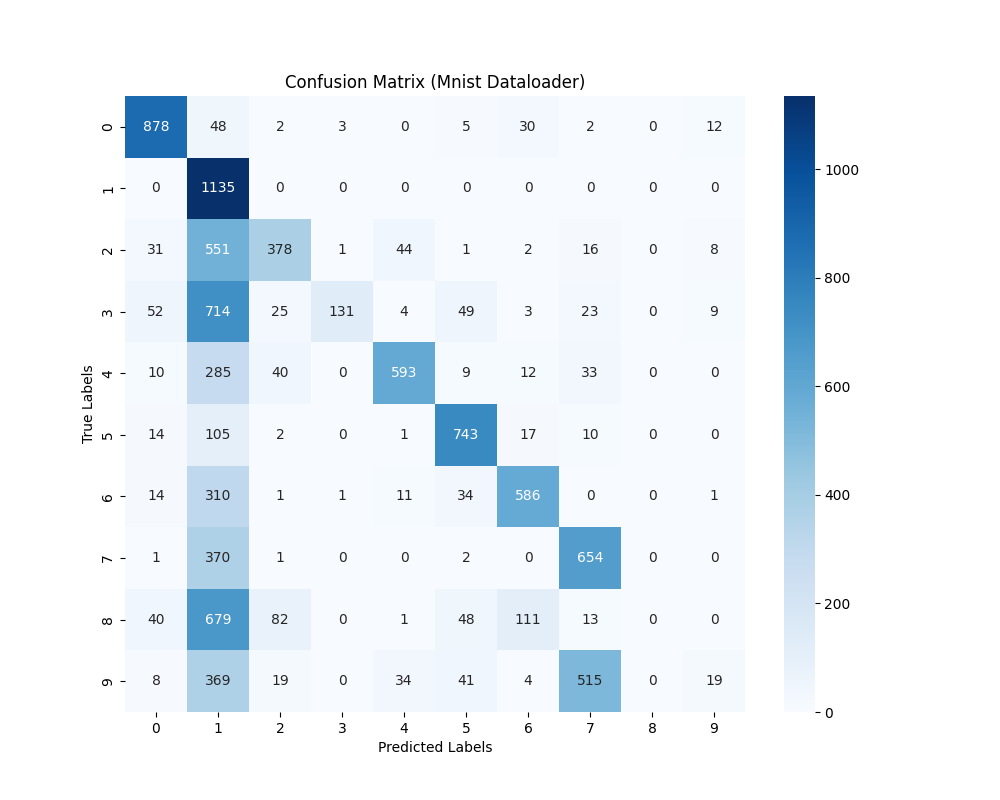 Confusion Matrix (Mnist Dataloader)
0 878 48 2 3 0 5 30 2 0 12
1 0 1135 0 0 0 0 0 0 0 0
2 31 551 378 1 44 1 2 16 0 8
3 52 714 25 131 4 49 3 23 0 9
4 10 285 40 0 593 9 12 33 0 0
5 14 105 2 0 1 743 17 10 0 0
6 14 310 1 1 11 34 586 0 0 1
7 1 370 1 0 0 2 0 654 0 0
8 40 679 82 0 1 48 111 13 0 0
9 8 369 19 0 34 41 4 515 0 19
0 1 2 3 4 5 6 7 8 9
Predicted Labels
True Labels
1000
800
600
400
200
0